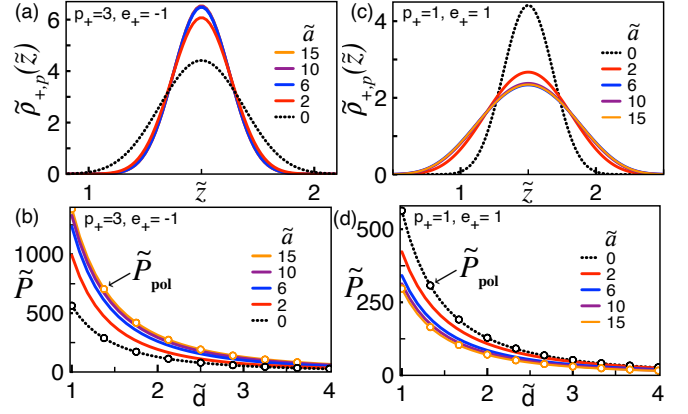 (a)
p₊=3, e₊= -1
ã
15
10
6
2
0
ρ̃₊,ₚ(z̃)
6
4
2
0
1
z̃
2
(c)
p₊=1, e₊= 1
ã
0
2
6
10
15
ρ̃₊,ₚ(z̃)
4
2
0
1
z̃
2
(b)
p₊=3, e₊= -1
ã
15
10
6
2
0
P̃
P̃pol
1000
500
0
1
2
d̃
3
4
(d)
p₊=1, e₊= 1
ã
0
2
6
10
15
P̃
P̃pol
500
250
0
1
2
d̃
3
4